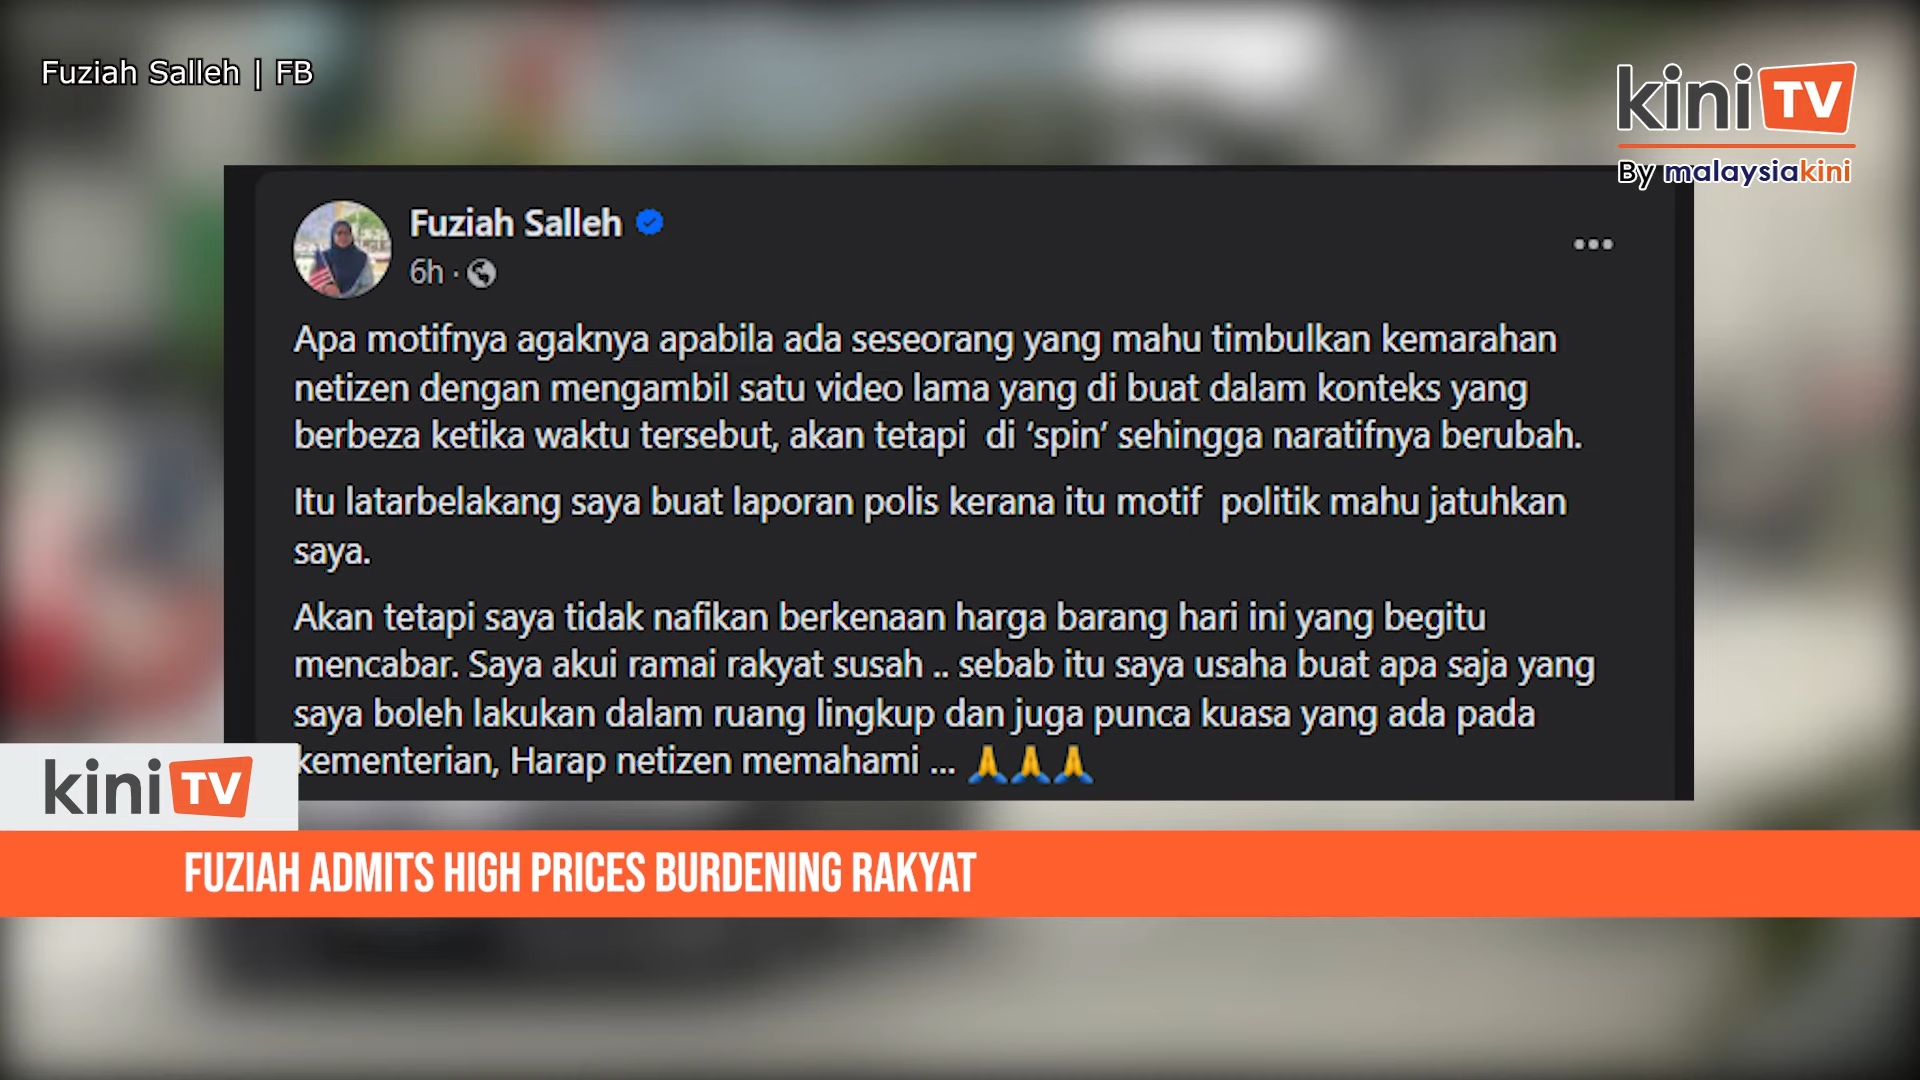 Fuziah Salleh | FB
kini TV
By malaysiakini
Fuziah Salleh
6h ·
Apa motifnya agaknya apabila ada seseorang yang mahu timbulkan kemarahan
netizen dengan mengambil satu video lama yang di buat dalam konteks yang
berbeza ketika waktu tersebut, akan tetapi  di ‘spin’ sehingga naratifnya berubah.
Itu latarbelakang saya buat laporan polis kerana itu motif  politik mahu jatuhkan
saya.
Akan tetapi saya tidak nafikan berkenaan harga barang hari ini yang begitu
mencabar. Saya akui ramai rakyat susah .. sebab itu saya usaha buat apa saja yang
saya boleh lakukan dalam ruang lingkup dan juga punca kuasa yang ada pada
kementerian, Harap netizen memahami ... 🙏🙏🙏
kini TV
FUZIAH ADMITS HIGH PRICES BURDENING RAKYAT